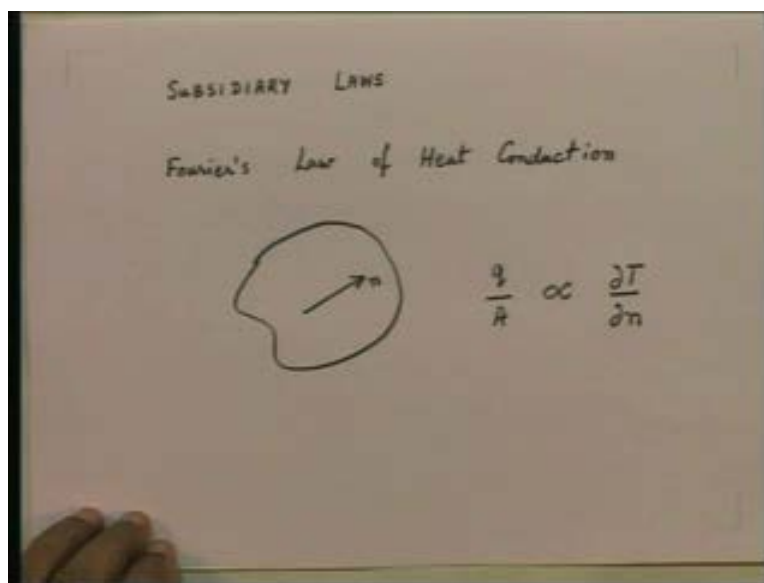 SUBSIDIARY LAWS
Fourier's Law of Heat Conduction
n
q/A ∝ ∂T/∂n